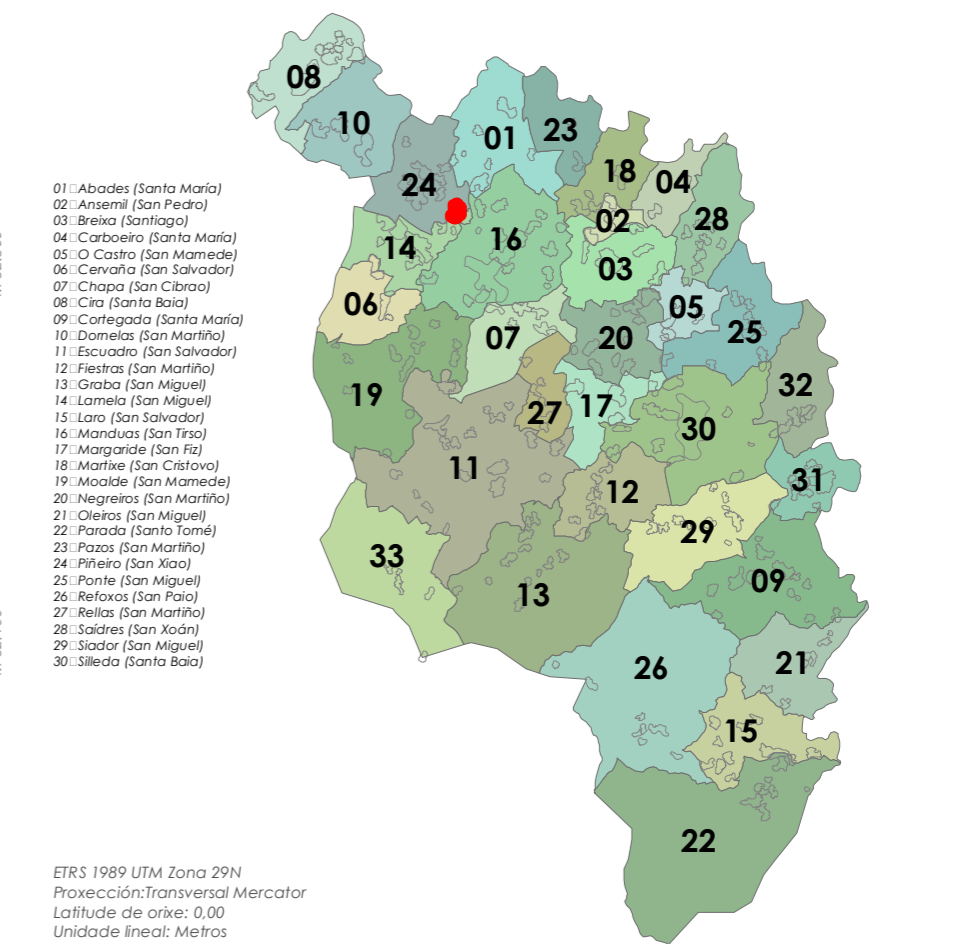 08
10
01
23
18
04
24
02
28
16
14
03
06
05
07
20
25
19
32
27
17
30
11
12
31
29
33
09
13
26
21
15
22
01□Abades (Santa María)
02□Ansemil (San Pedro)
03□Breixa (Santiago)
04□Carboeiro (Santa María)
05□O Castro (San Mamede)
06□Cervaña (San Salvador)
07□Chapa (San Cibrao)
08□Cira (Santa Baia)
09□Cortegada (Santa María)
10□Dornelas (San Martiño)
11□Escuadro (San Salvador)
12□Fiestras (San Martiño)
13□Graba (San Miguel)
14□Lamela (San Miguel)
15□Laro (San Salvador)
16□Manduas (San Tirso)
17□Margaride (San Fiz)
18□Martixe (San Cristovo)
19□Moalde (San Mamede)
20□Negreiros (San Martiño)
21□Oleiros (San Miguel)
22□Parada (Santo Tomé)
23□Pazos (San Martiño)
24□Piñeiro (San Xiao)
25□Ponte (San Miguel)
26□Refoxos (San Paio)
27□Rellas (San Martiño)
28□Saídres (San Xoán)
29□Siador (San Miguel)
30□Silleda (Santa Baia)
ETRS 1989 UTM Zona 29N
Proxección:Transversal Mercator
Latitude de orixe: 0,00
Unidade lineal: Metros